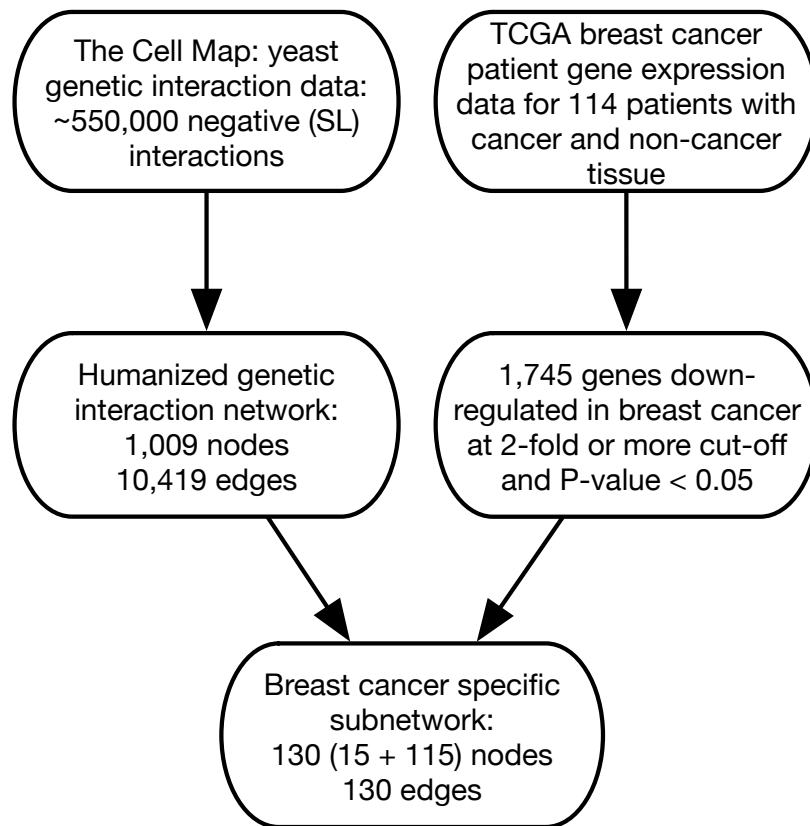 The Cell Map: yeast
genetic interaction data:
~550,000 negative (SL)
interactions
TCGA breast cancer
patient gene expression
data for 114 patients with
cancer and non-cancer
tissue
Humanized genetic
interaction network:
1,009 nodes
10,419 edges
1,745 genes down-
regulated in breast cancer
at 2-fold or more cut-off
and P-value < 0.05
Breast cancer specific
subnetwork:
130 (15 + 115) nodes
130 edges